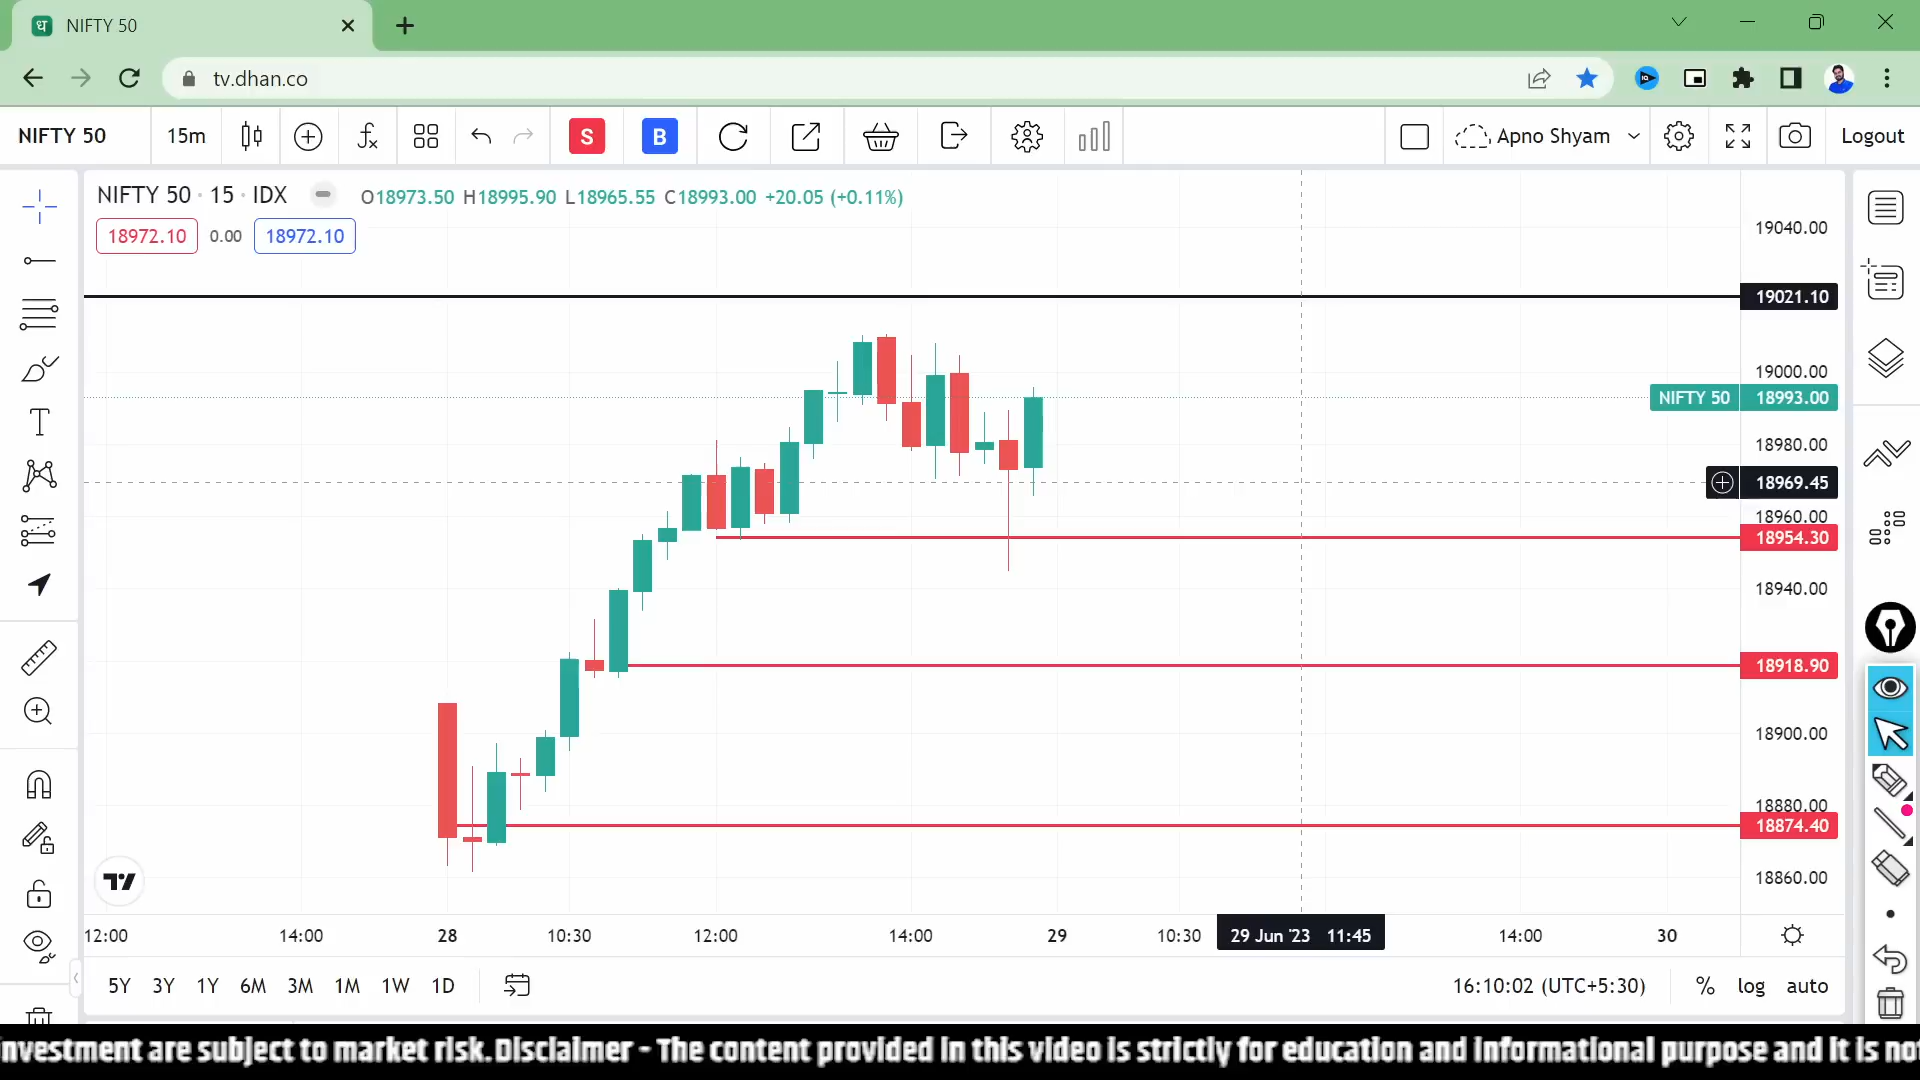 NIFTY 50
tv.dhan.co
NIFTY 50
15m
S
B
Apno Shyam
Logout
NIFTY 50 · 15 · IDX
O18973.50 H18995.90 L18965.55 C18993.00 +20.05 (+0.11%)
18972.10
0.00
18972.10
19040.00
19021.10
19000.00
NIFTY 50 18993.00
18980.00
18969.45
18960.00
18954.30
18940.00
18918.90
18900.00
18880.00
18874.40
18860.00
12:00 14:00 28 10:30 12:00 14:00 29 10:30 29 Jun '23 11:45 14:00 30
5Y 3Y 1Y 6M 3M 1M 1W 1D
16:10:02 (UTC+5:30) % log auto
investment are subject to market risk.Disclaimer - The content provided in this video is strictly for education and informational purpose and it is not